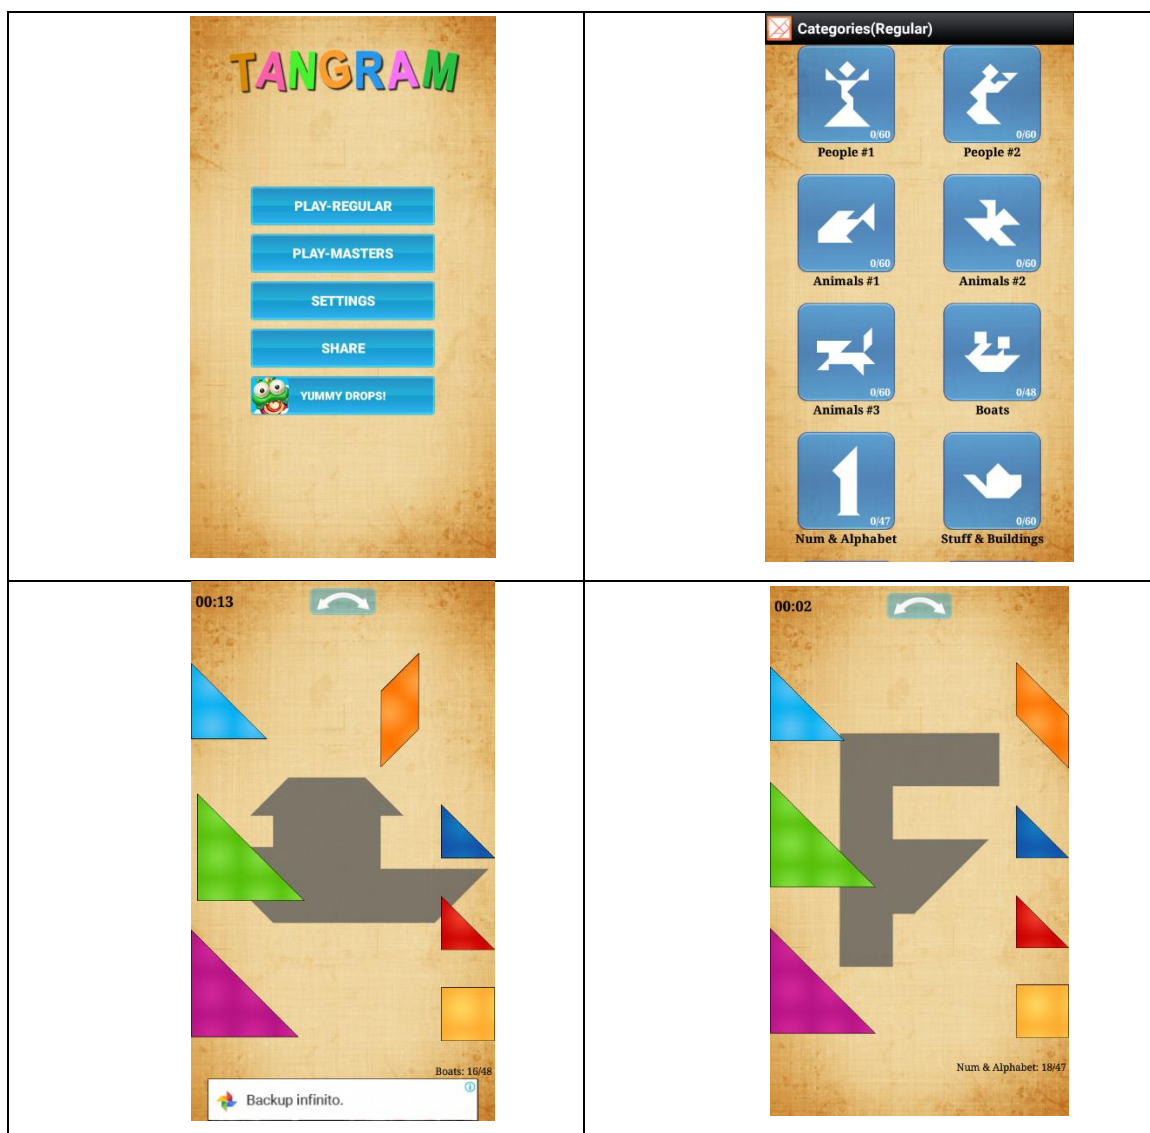 TANGRAM
PLAY-REGULAR
PLAY-MASTERS
SETTINGS
SHARE
YUMMY DROPS!
Categories(Regular)
0/60 0/60
People #1 People #2
0/60 0/60
Animals #1 Animals #2
0/60 0/48
Animals #3 Boats
0/47 0/60
Num & Alphabet Stuff & Buildings
00:13
Boats: 16/48
Backup infinito.
00:02
Num & Alphabet: 18/47